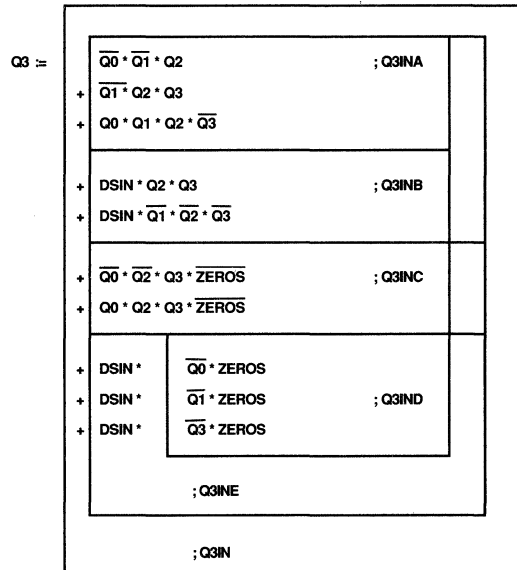 Q3 := Q̅0̅ * Q̅1̅ * Q2 ; Q3INA
+ Q̅1̅ * Q2 * Q3
+ Q0 * Q1 * Q2 * Q̅3̅
+ DSIN * Q2 * Q3 ; Q3INB
+ DSIN * Q̅1̅ * Q̅2̅ * Q̅3̅
+ Q̅0̅ * Q̅2̅ * Q3 * Z̅E̅R̅O̅S̅ ; Q3INC
+ Q0 * Q2 * Q3 * Z̅E̅R̅O̅S̅
+ DSIN * Q̅0̅ * ZEROS
+ DSIN * Q̅1̅ * ZEROS ; Q3IND
+ DSIN * Q̅3̅ * ZEROS
; Q3INE
; Q3IN